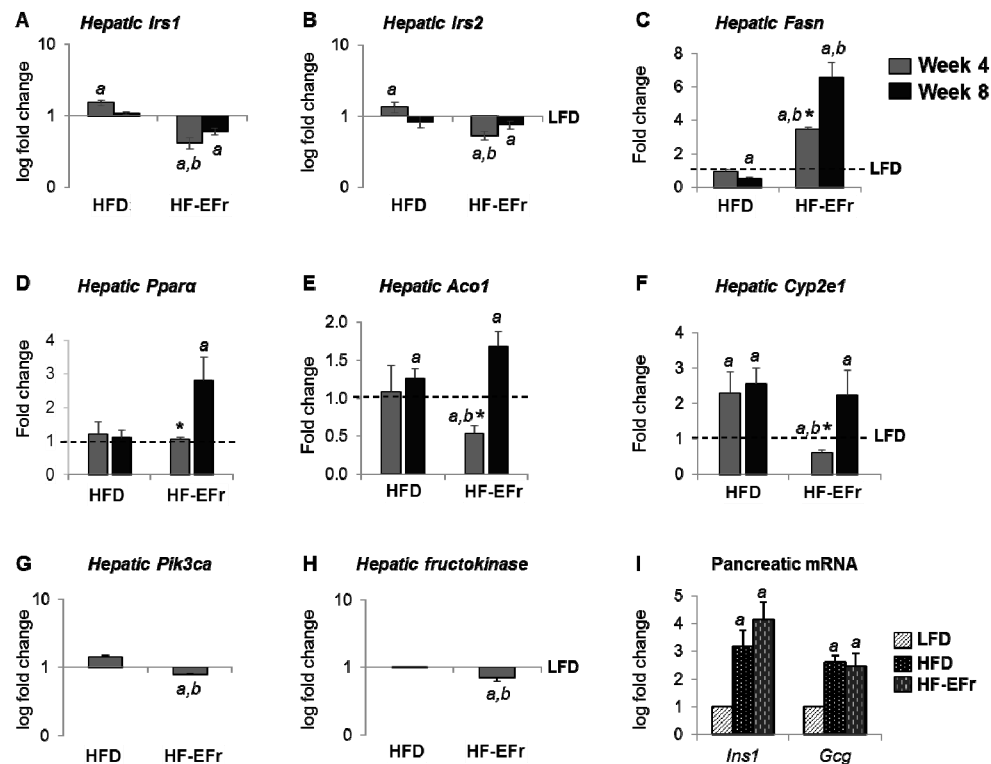 A Hepatic Irs1
log fold change
10
1
0
a
a,b
a
HFD
HF-EFr
B Hepatic Irs2
10
1
0
a
a,b
a
LFD
HFD
HF-EFr
C Hepatic Fasn
Fold change
8
6
4
2
0
a
a,b*
a,b
LFD
HFD
HF-EFr
Week 4
Week 8
D Hepatic Pparα
Fold change
5
4
3
2
1
0
*
a
HFD
HF-EFr
E Hepatic Aco1
Fold change
2.0
1.5
1.0
0.5
0.0
a
a,b*
a
HFD
HF-EFr
F Hepatic Cyp2e1
Fold change
4
3
2
1
0
a
a
a,b*
a
LFD
HFD
HF-EFr
G Hepatic Pik3ca
log fold change
10
1
0
a,b
HFD
HF-EFr
H Hepatic fructokinase
log fold change
10
1
0
a,b
LFD
HFD
HF-EFr
I Pancreatic mRNA
log fold change
5
4
3
2
1
0
a
a
a
a
Ins1
Gcg
LFD
HFD
HF-EFr